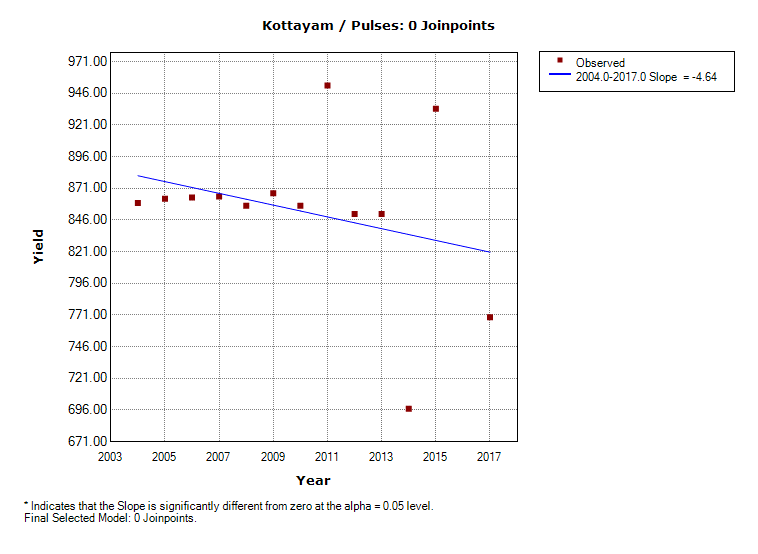 Kottayam / Pulses: 0 Joinpoints
Observed
2004.0-2017.0 Slope = -4.64
971.00
946.00
921.00
896.00
871.00
846.00
821.00
796.00
771.00
746.00
721.00
696.00
671.00
Yield
2003 2005 2007 2009 2011 2013 2015 2017
Year
* Indicates that the Slope is significantly different from zero at the alpha = 0.05 level.
Final Selected Model: 0 Joinpoints.